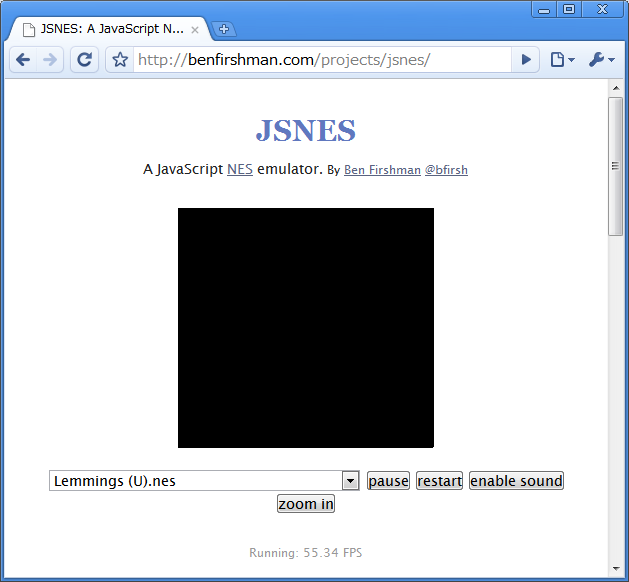 JSNES: A JavaScript N...
http://benfirshman.com/projects/jsnes/
JSNES
A JavaScript NES emulator. By Ben Firshman @bfirsh
Lemmings (U).nes pause restart enable sound
zoom in
Running: 55.34 FPS